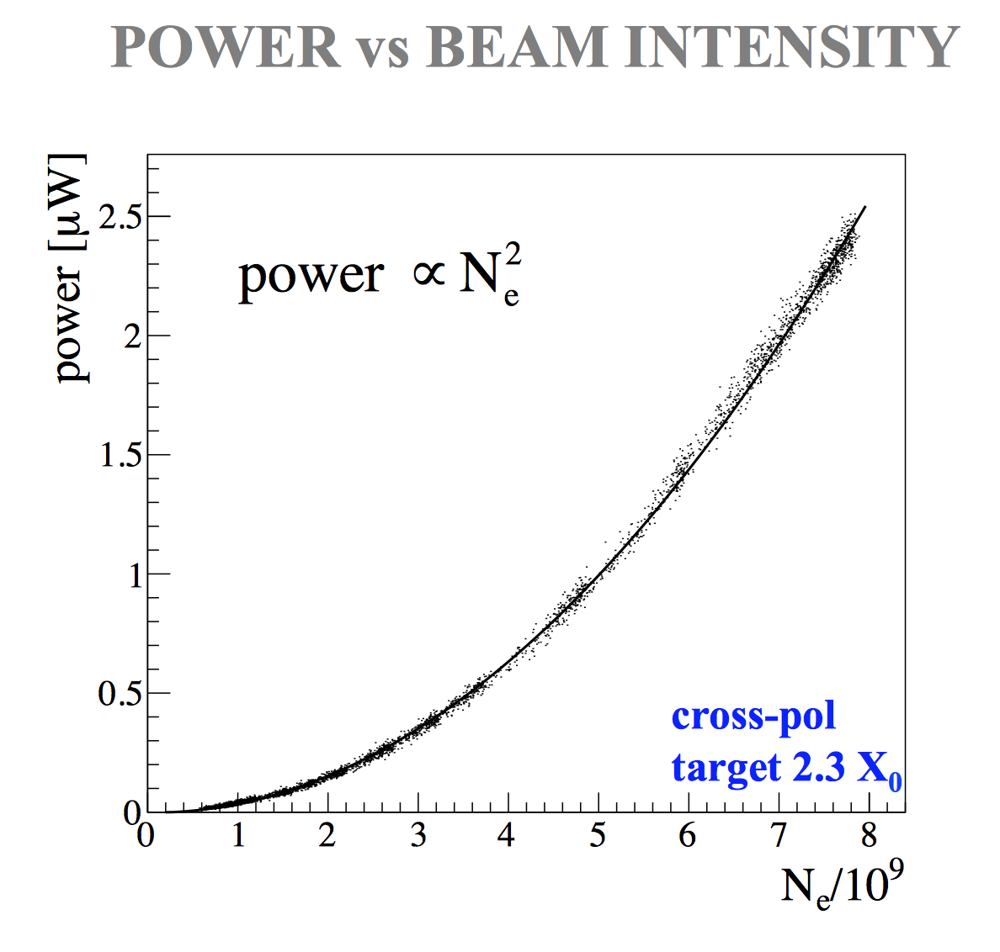 POWER vs BEAM INTENSITY
power [μW]
2.5
2
1.5
1
0.5
0
power ∝ N²ₑ
cross-pol
target 2.3 X₀
0 1 2 3 4 5 6 7 8
Nₑ/10⁹